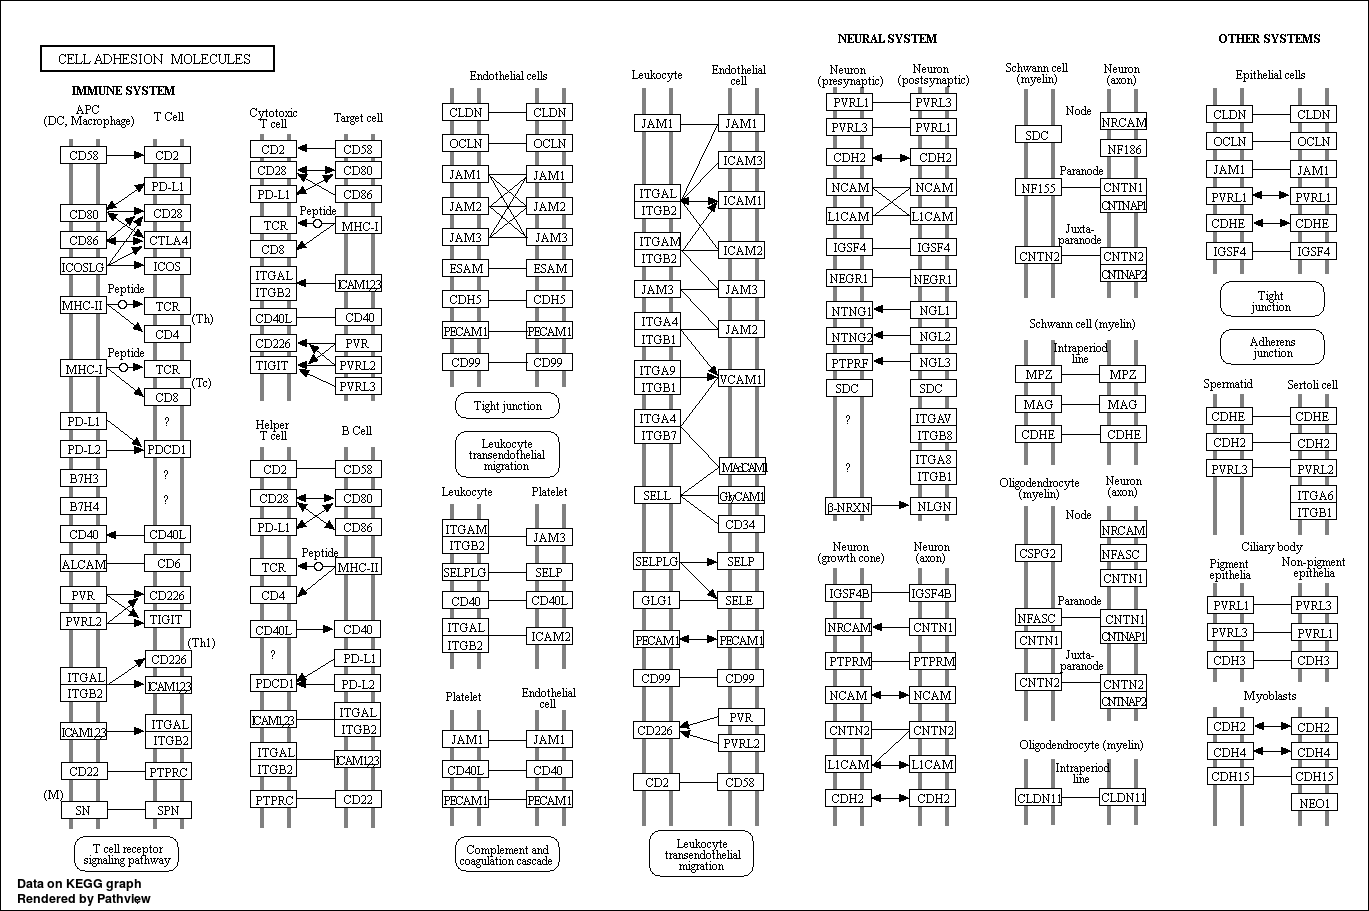 CELL ADHESION MOLECULES
IMMUNE SYSTEM
APC
(DC, Macrophage)
T Cell
CD58
CD2
PD-L1
CD80
CD28
CD86
CTLA4
ICOSLG
ICOS
Peptide
MHC-II
TCR
(Th)
CD4
Peptide
MHC-I
TCR
(Tc)
CD8
PD-L1
?
PD-L2
PDCD1
B7H3
?
B7H4
?
CD40
CD40L
ALCAM
CD6
PVR
CD226
PVRL2
TIGIT
(Th1)
CD226
ITGAL
ITGB2
ICAM123
ICAM123
ITGAL
ITGB2
CD22
PTPRC
(M)
SN
SPN
T cell receptor
signaling pathway
Cytotoxic
T cell
Target cell
CD2
CD58
CD28
CD80
PD-L1
CD86
Peptide
TCR
MHC-I
CD8
ITGAL
ITGB2
ICAM123
CD40L
CD40
CD226
PVR
TIGIT
PVRL2
PVRL3
Helper
T cell
B Cell
CD2
CD58
CD28
CD80
PD-L1
CD86
Peptide
TCR
MHC-II
CD4
CD40L
CD40
?
PD-L1
PDCD1
PD-L2
ICAM123
ITGAL
ITGB2
ITGAL
ITGB2
ICAM123
PTPRC
CD22
Endothelial cells
CLDN
CLDN
OCLN
OCLN
JAM1
JAM1
JAM2
JAM2
JAM3
JAM3
ESAM
ESAM
CDH5
CDH5
PECAM1
PECAM1
CD99
CD99
Tight junction
Leukocyte
transendothelial
migration
Leukocyte
Platelet
ITGAM
ITGB2
JAM3
SELPLG
SELP
CD40
CD40L
ITGAL
ITGB2
ICAM2
Platelet
Endothelial
cell
JAM1
JAM1
CD40L
CD40
PECAM1
PECAM1
Complement and
coagulation cascade
Leukocyte
Endothelial
cell
JAM1
JAM1
ICAM3
ITGAL
ITGB2
ICAM1
ITGAM
ITGB2
ICAM2
JAM3
JAM3
ITGA4
ITGB1
JAM2
ITGA9
ITGB1
VCAM1
ITGA4
ITGB7
MAdCAM1
SELL
GlyCAM1
CD34
SELPLG
SELP
GLG1
SELE
PECAM1
PECAM1
CD99
CD99
CD226
PVR
PVRL2
CD2
CD58
Leukocyte
transendothelial
migration
NEURAL SYSTEM
Neuron
(presynaptic)
Neuron
(postsynaptic)
PVRL1
PVRL3
PVRL3
PVRL1
CDH2
CDH2
NCAM
NCAM
L1CAM
L1CAM
IGSF4
IGSF4
NEGR1
NEGR1
NTNG1
NGL1
NTNG2
NGL2
PTPRF
NGL3
SDC
SDC
?
ITGAV
ITGB8
?
ITGA8
ITGB1
β-NRXN
NLGN
Neuron
(growth cone)
Neuron
(axon)
IGSF4B
IGSF4B
NRCAM
CNTN1
PTPRM
PTPRM
NCAM
NCAM
CNTN2
CNTN2
L1CAM
L1CAM
CDH2
CDH2
Schwann cell
(myelin)
Neuron
(axon)
Node
NRCAM
SDC
NF186
Paranode
NF155
CNTN1
CNTNAP1
Juxta-
paranode
CNTN2
CNTN2
CNTNAP2
Schwann cell (myelin)
Intraperiod
line
MPZ
MPZ
MAG
MAG
CDHE
CDHE
Oligodendrocyte
(myelin)
Neuron
(axon)
Node
NRCAM
CSPG2
NFASC
CNTN1
Paranode
NFASC
CNTN1
CNTN1
CNTNAP1
Juxta-
paranode
CNTN2
CNTN2
CNTNAP2
Oligodendrocyte (myelin)
Intraperiod
line
CLDN11
CLDN11
OTHER SYSTEMS
Epithelial cells
CLDN
CLDN
OCLN
OCLN
JAM1
JAM1
PVRL1
PVRL1
CDHE
CDHE
IGSF4
IGSF4
Tight
junction
Adherens
junction
Spermatid
Sertoli cell
CDHE
CDHE
CDH2
CDH2
PVRL3
PVRL2
ITGA6
ITGB1
Ciliary body
Pigment
epithelia
Non-pigment
epithelia
PVRL1
PVRL3
PVRL3
PVRL1
CDH3
CDH3
Myoblasts
CDH2
CDH2
CDH4
CDH4
CDH15
CDH15
NEO1
Data on KEGG graph
Rendered by Pathview